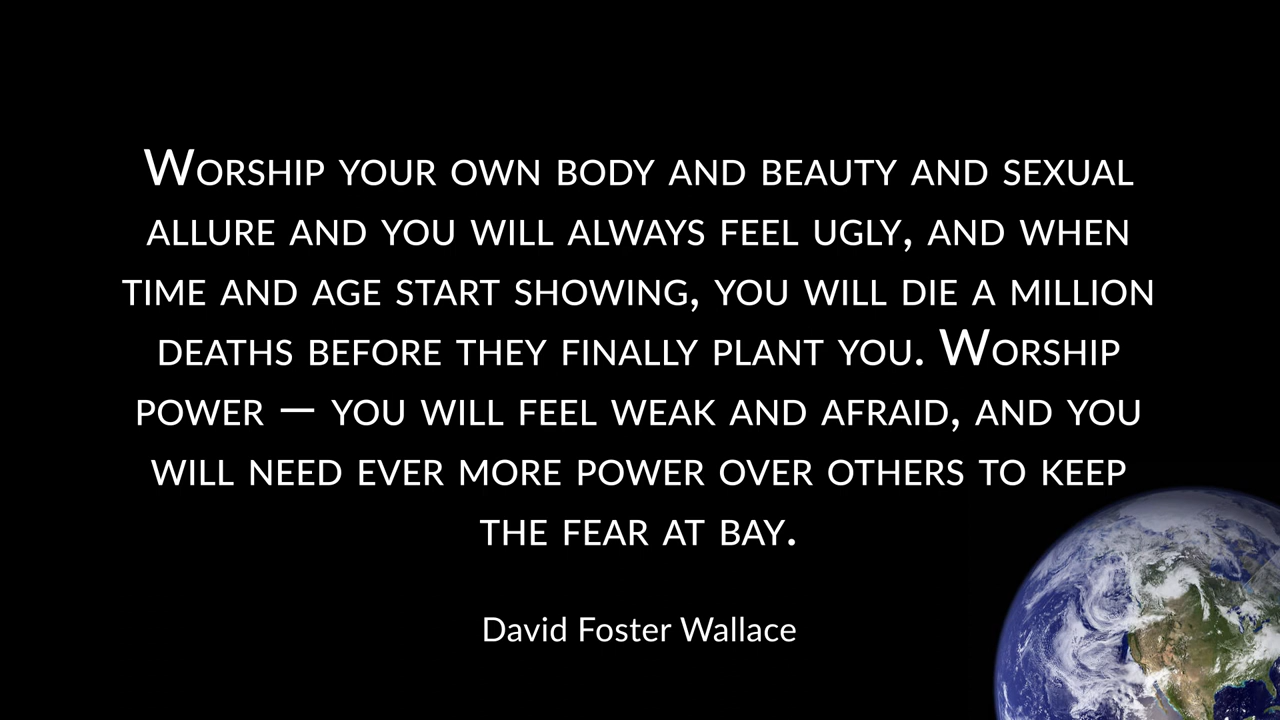 Worship your own body and beauty and sexual
allure and you will always feel ugly, and when
time and age start showing, you will die a million
deaths before they finally plant you. Worship
power — you will feel weak and afraid, and you
will need ever more power over others to keep
the fear at bay.
David Foster Wallace